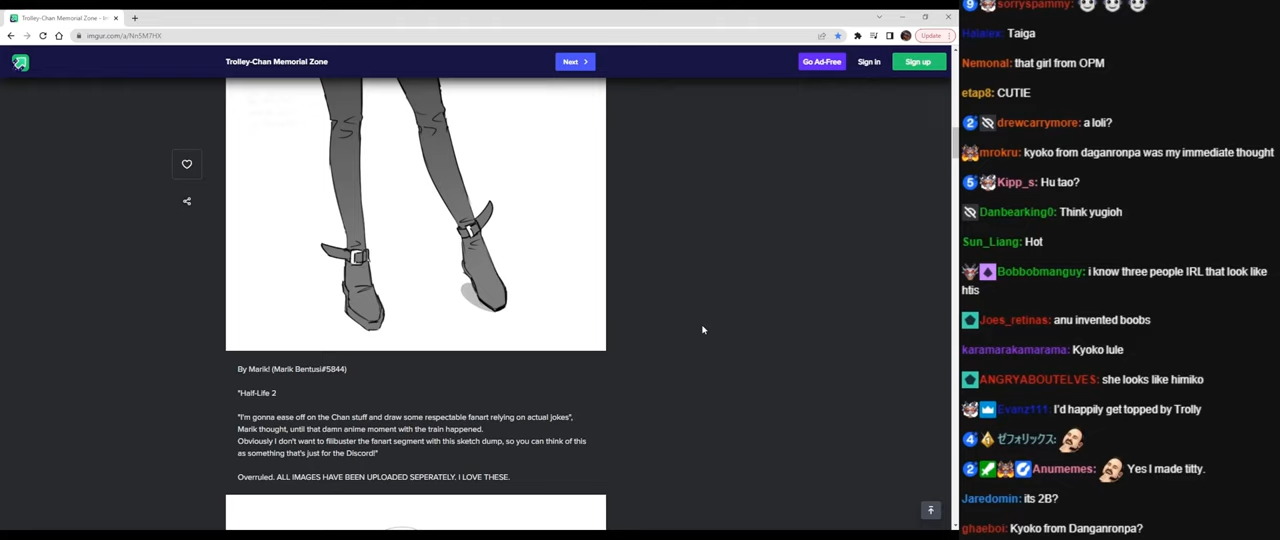 Trolley-Chan Memorial Zone - Im
imgur.com/a/Nn5M7HX
Update
Trolley-Chan Memorial Zone
Next
Go Ad-Free
Sign in
Sign up
By Marik! (Marik Bentusi#5844)
"Half-Life 2
"I'm gonna ease off on the Chan stuff and draw some respectable fanart relying on actual jokes",
Marik thought, until that damn anime moment with the train happened.
Obviously I don't want to filibuster the fanart segment with this sketch dump, so you can think of this
as something that's just for the Discord!"
Overruled. ALL IMAGES HAVE BEEN UPLOADED SEPERATELY. I LOVE THESE.
sorryspammy:
Halalex: Taiga
Nemonal: that girl from OPM
etap8: CUTIE
drewcarrymore: a loli?
mrokru: kyoko from daganronpa was my immediate thought
Kipp_s: Hu tao?
Danbearking0: Think yugioh
Sun_Liang: Hot
Bobbobmanguy: i know three people IRL that look like
htis
Joes_retinas: anu invented boobs
karamarakamarama: Kyoko lule
ANGRYABOUTELVES: she looks like himiko
Evanz111: I'd happily get topped by Trolly
ゼフォリックス:
Anumemes: Yes I made titty.
Jaredomin: its 2B?
ghaeboi: Kyoko from Danganronpa?